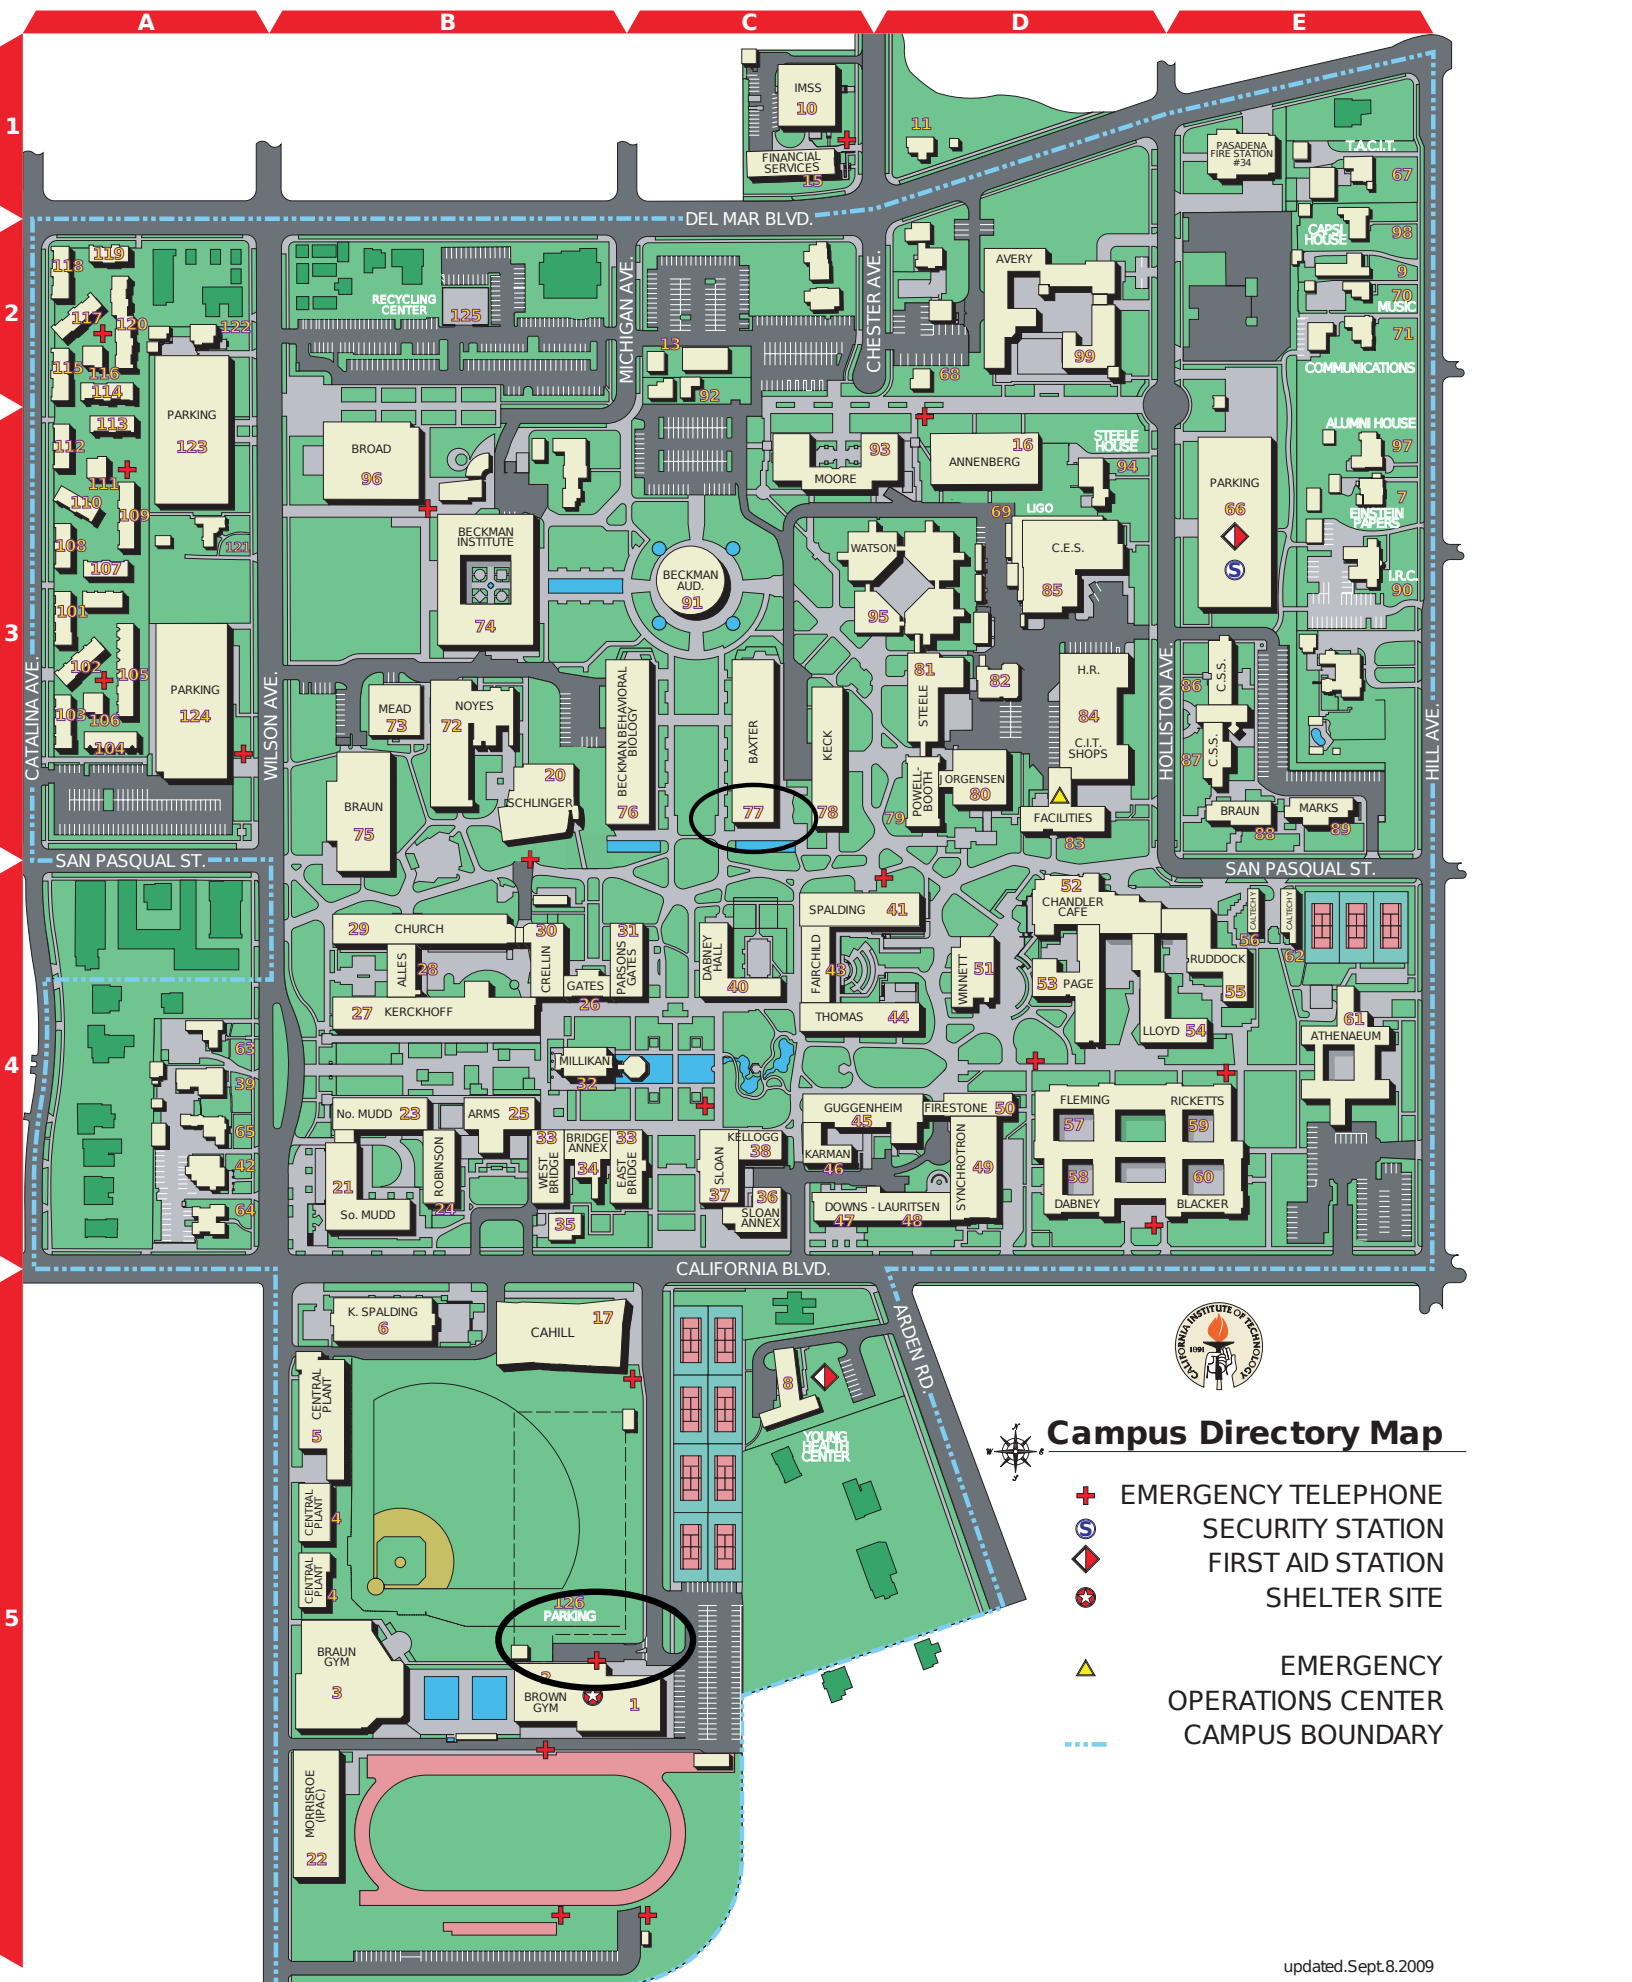 A B C D E
1
2
3
4
5
IMSS
10
FINANCIAL
SERVICES
15
11
PASADENA
FIRE STATION
#34
T.A.C.I.T.
67
DEL MAR BLVD.
CAPSI
HOUSE
98
9
70
MUSIC
71
COMMUNICATIONS
118
119
117
120
122
115
116
114
113
112
111
110
109
108
107
121
101
102
105
103
106
104
PARKING
123
PARKING
124
RECYCLING
CENTER
125
MICHIGAN AVE.
CHESTER AVE.
13
92
AVERY
99
68
BROAD
96
93
MOORE
16
ANNENBERG
STEELE
HOUSE
94
ALUMNI HOUSE
97
PARKING
66
S
7
EINSTEIN
PAPERS
I.R.C.
90
69
LIGO
BECKMAN
INSTITUTE
74
BECKMAN
AUD.
91
WATSON
95
C.E.S.
85
CATALINA AVE.
WILSON AVE.
HOLLISTON AVE.
HILL AVE.
MEAD
73
NOYES
72
20
SCHLINGER
BRAUN
75
BECKMAN BEHAVIORAL
BIOLOGY
76
BAXTER
77
KECK
78
81
STEELE
82
H.R.
84
C.I.T.
SHOPS
POWELL-
BOOTH
79
JORGENSEN
80
FACILITIES
83
86
C.S.S.
87
C.S.S.
BRAUN
88
MARKS
89
SAN PASQUAL ST.
SAN PASQUAL ST.
29
CHURCH
30
CRELLIN
31
PARSONS
GATES
ALLES
28
GATES
26
27
KERCKHOFF
DABNEY
HALL
40
SPALDING
41
FAIRCHILD
43
THOMAS
44
WINNETT
51
52
CHANDLER
CAFE
53
PAGE
LLOYD
54
RUDDOCK
55
CALTECH Y
56
CALTECH Y
62
61
ATHENAEUM
63
39
65
42
64
MILLIKAN
32
No. MUDD
23
ARMS
25
21
So. MUDD
ROBINSON
24
33
WEST
BRIDGE
BRIDGE
ANNEX
34
33
EAST
BRIDGE
35
SLOAN
37
KELLOGG
38
36
SLOAN
ANNEX
GUGGENHEIM
45
FIRESTONE
50
KARMAN
46
SYNCHROTRON
49
DOWNS - LAURITSEN
47
48
FLEMING
57
RICKETTS
59
58
DABNEY
60
BLACKER
CALIFORNIA BLVD.
ARDEN RD.
K. SPALDING
6
CAHILL
17
CENTRAL
PLANT
5
CENTRAL
PLANT
4
CENTRAL
PLANT
4
8
YOUNG
HEALTH
CENTER
126
PARKING
BRAUN
GYM
3
2
BROWN
GYM
1
MORRISROE
(IPAC)
22
CALIFORNIA INSTITUTE OF TECHNOLOGY
1891
N
W
E
S
Campus Directory Map
EMERGENCY TELEPHONE
S
SECURITY STATION
FIRST AID STATION
SHELTER SITE
EMERGENCY
OPERATIONS CENTER
CAMPUS BOUNDARY
updated.Sept.8.2009